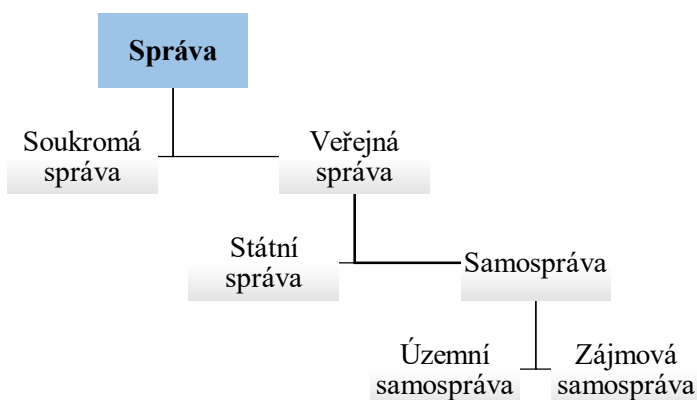 Správa
Soukromá
správa
Veřejná
správa
Státní
správa
Samospráva
Územní
samospráva
Zájmová
samospráva